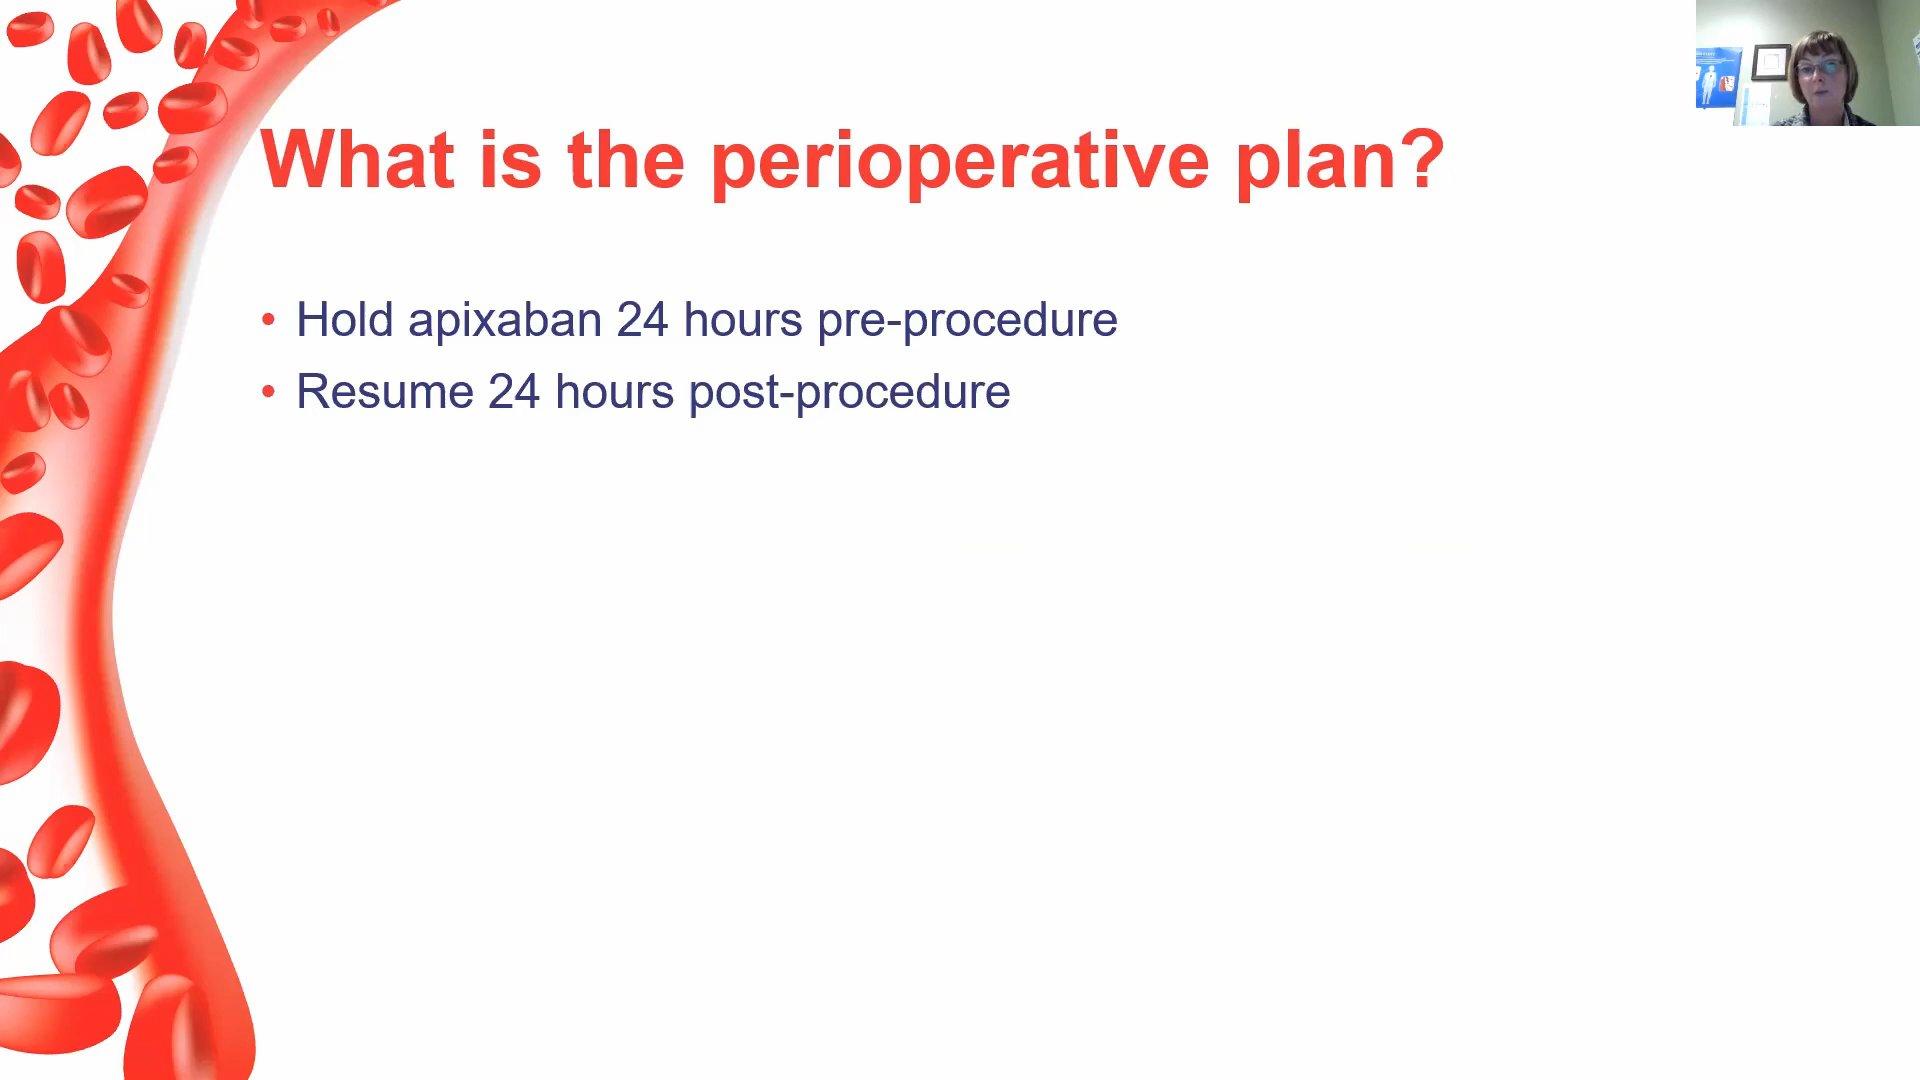 What is the perioperative plan?
• Hold apixaban 24 hours pre-procedure
• Resume 24 hours post-procedure